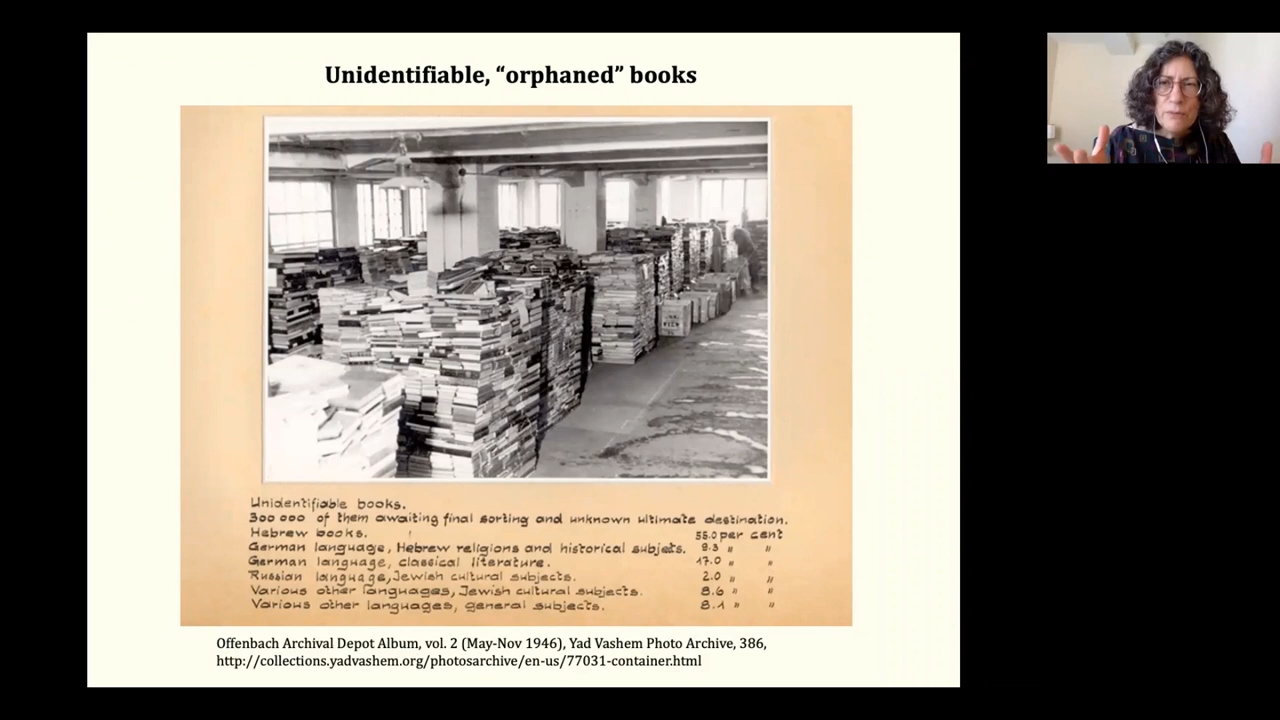 Unidentifiable, “orphaned” books
Unidentifiable books.
300 000 of them awaiting final sorting and unknown ultimate destination.
Hebrew books. 55.0 per cent
German language, Hebrew religions and historical subjets. 9.3 " "
German language, classical literature. 17.0 " "
Russian language, Jewish cultural subjects. 2.0 " "
Various other languages, Jewish cultural subjects. 8.6 " "
Various other languages, general subjects. 8.1 " "
Offenbach Archival Depot Album, vol. 2 (May-Nov 1946), Yad Vashem Photo Archive, 386,
http://collections.yadvashem.org/photosarchive/en-us/77031-container.html